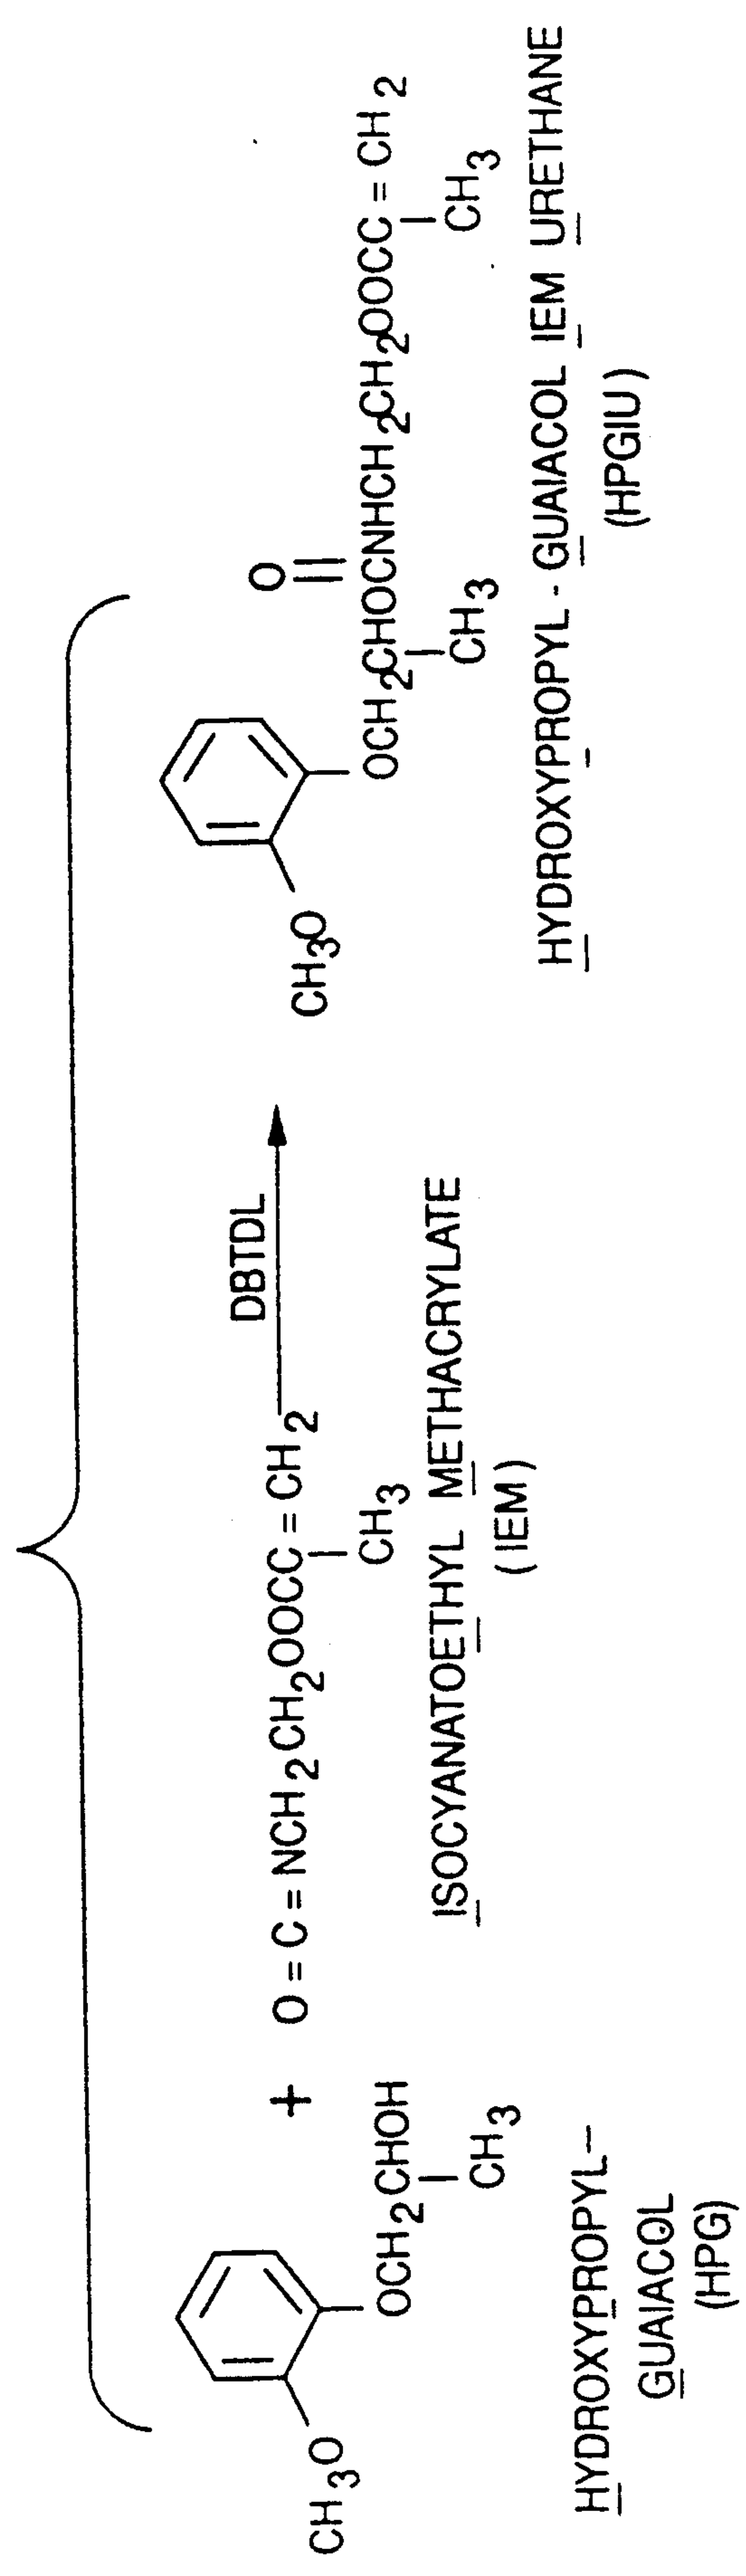 CH3O
OCH2CHOH
CH3
HYDROXYPROPYL-
GUAIACOL
(HPG)
+
O=C=NCH2CH2OOCC=CH2
CH3
ISOCYANATOETHYL METHACRYLATE
(IEM)
DBTDL
O
CH3O
OCH2CHOCNHCH2CH2OOCC=CH2
CH3
CH3
HYDROXYPROPYL-GUAIACOL IEM URETHANE
(HPGIU)